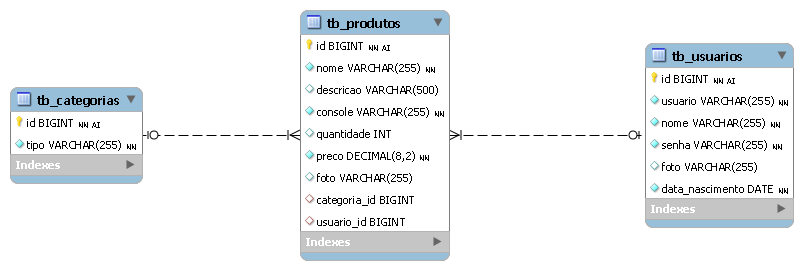 tb_categorias
id BIGINT NN AI
tipo VARCHAR(255) NN
Indexes
tb_produtos
id BIGINT NN AI
nome VARCHAR(255) NN
descricao VARCHAR(500)
console VARCHAR(255) NN
quantidade INT
preco DECIMAL(8,2) NN
foto VARCHAR(255)
categoria_id BIGINT
usuario_id BIGINT
Indexes
tb_usuarios
id BIGINT NN AI
usuario VARCHAR(255) NN
nome VARCHAR(255) NN
senha VARCHAR(255) NN
foto VARCHAR(255)
data_nascimento DATE NN
Indexes